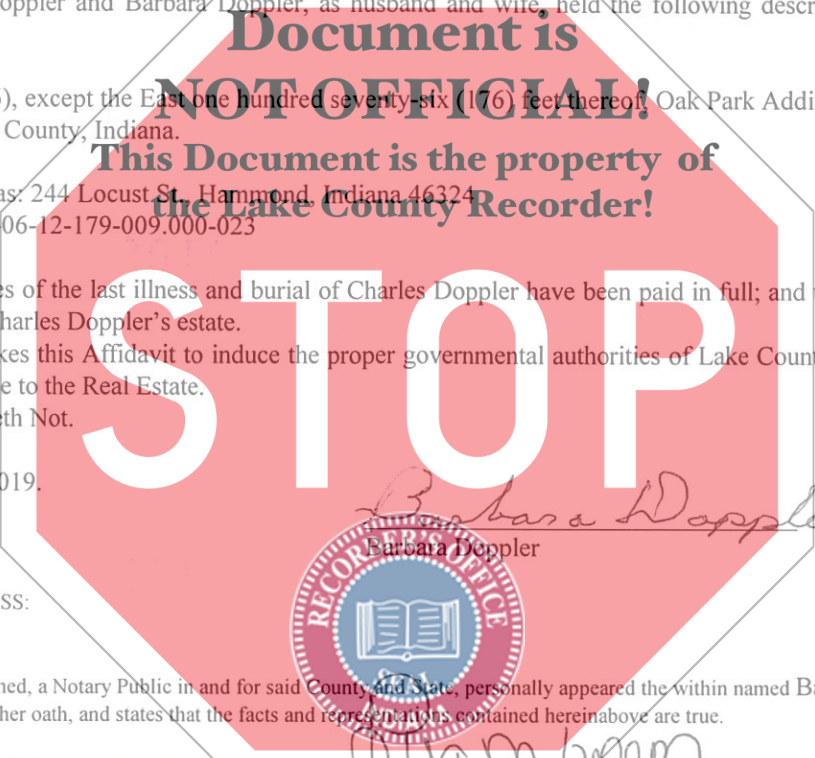 oppler and Barbara Doppler, as husband and wife, held the following descr
Document is
NOT OFFICIAL!
), except the East one hundred seventy-six (176) feet thereof, Oak Park Addi
County, Indiana.
This Document is the property of
the Lake County Recorder!
as: 244 Locust St., Hammond, Indiana 46324
06-12-179-009.000-023
es of the last illness and burial of Charles Doppler have been paid in full; and
harles Doppler's estate.
kes this Affidavit to induce the proper governmental authorities of Lake Coun
e to the Real Estate.
eth Not.
STOP
019.
Barbara Doppler
Barbara Doppler
RECORDER'S OFFICE
SEAL
INDIANA
SS:
ned, a Notary Public in and for said County and State, personally appeared the within named Ba
her oath, and states that the facts and representations contained hereinabove are true.